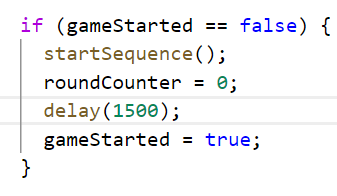 if (gameStarted == false) {
startSequence();
roundCounter = 0;
delay(1500);
gameStarted = true;
}